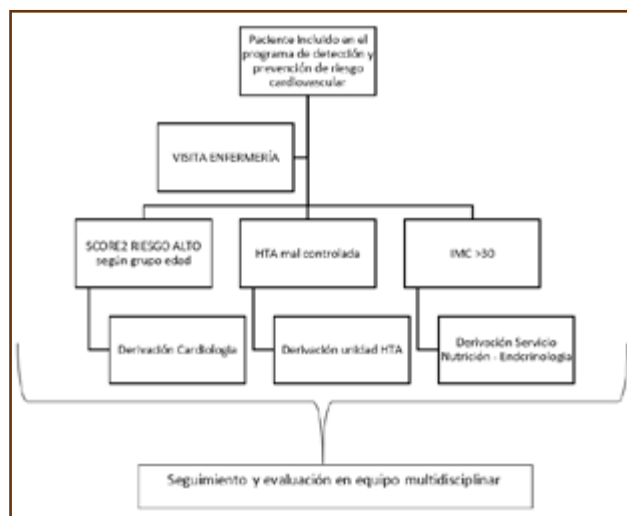 Paciente incluido en el
programa de detección y
prevención de riesgo
cardiovascular
VISITA ENFERMERÍA
SCORE2 RIESGO ALTO
según grupo edad
HTA mal controlada
IMC >30
Derivación Cardiología
Derivación unidad HTA
Derivación Servicio
Nutrición - Endocrinología
Seguimiento y evaluación en equipo multidisciplinar